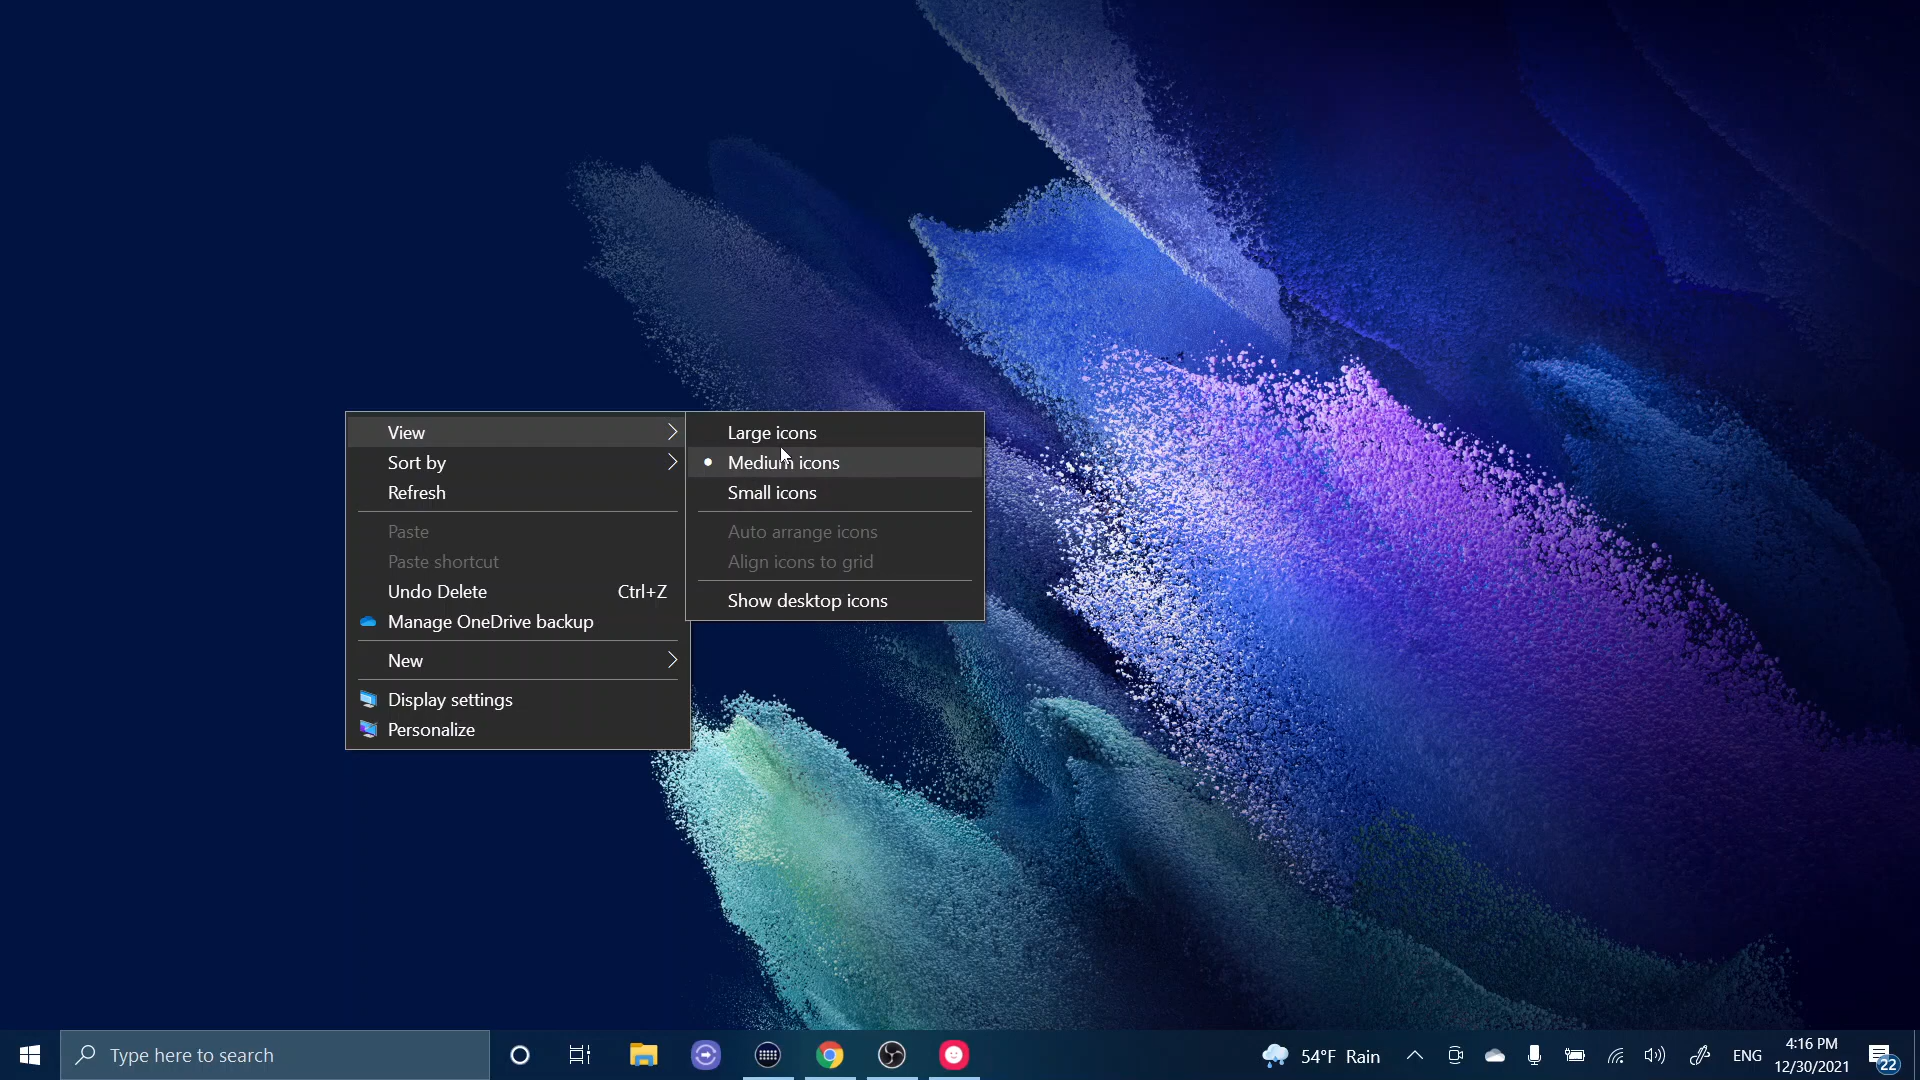 View
Sort by
Refresh
Paste
Paste shortcut
Undo Delete Ctrl+Z
Manage OneDrive backup
New
Display settings
Personalize
Large icons
Medium icons
Small icons
Auto arrange icons
Align icons to grid
Show desktop icons
Type here to search
54°F Rain
ENG
4:16 PM
12/30/2021
22